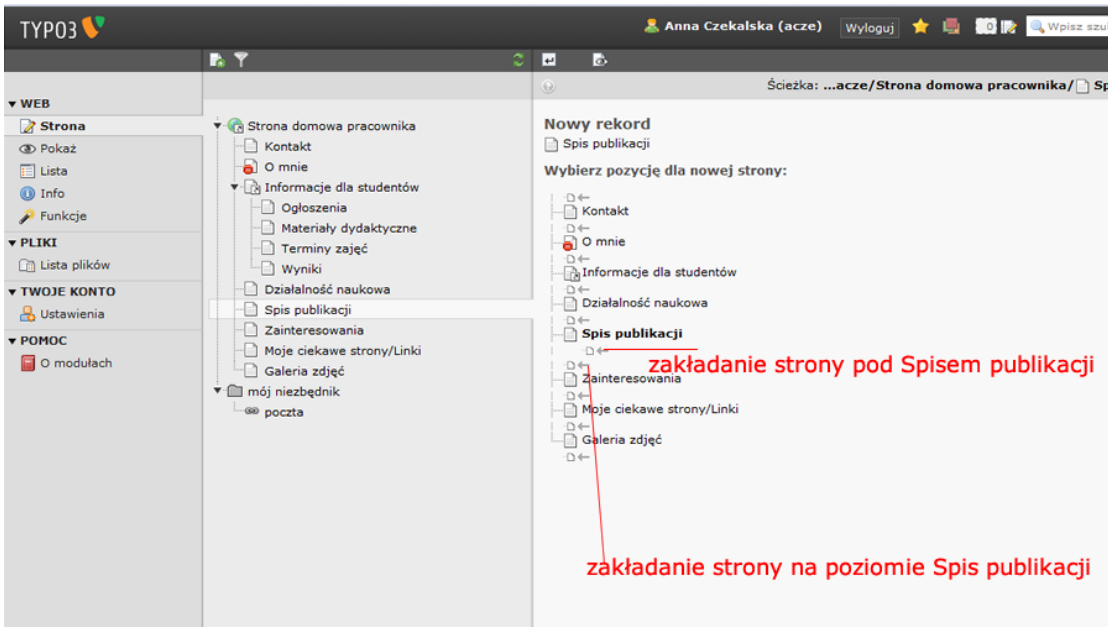 TYPO3
Anna Czekalska (acze)
Wyloguj
0
Wpisz szu
Ścieżka: ...acze/Strona domowa pracownika/ Sp
WEB
Strona
Pokaż
Lista
Info
Funkcje
PLIKI
Lista plików
TWOJE KONTO
Ustawienia
POMOC
O modułach
Strona domowa pracownika
Kontakt
O mnie
Informacje dla studentów
Ogłoszenia
Materiały dydaktyczne
Terminy zajęć
Wyniki
Działalność naukowa
Spis publikacji
Zainteresowania
Moje ciekawe strony/Linki
Galeria zdjęć
mój niezbędnik
poczta
Nowy rekord
Spis publikacji
Wybierz pozycję dla nowej strony:
Kontakt
O mnie
Informacje dla studentów
Działalność naukowa
Spis publikacji
zakładanie strony pod Spisem publikacji
Zainteresowania
Moje ciekawe strony/Linki
Galeria zdjęć
zakładanie strony na poziomie Spis publikacji